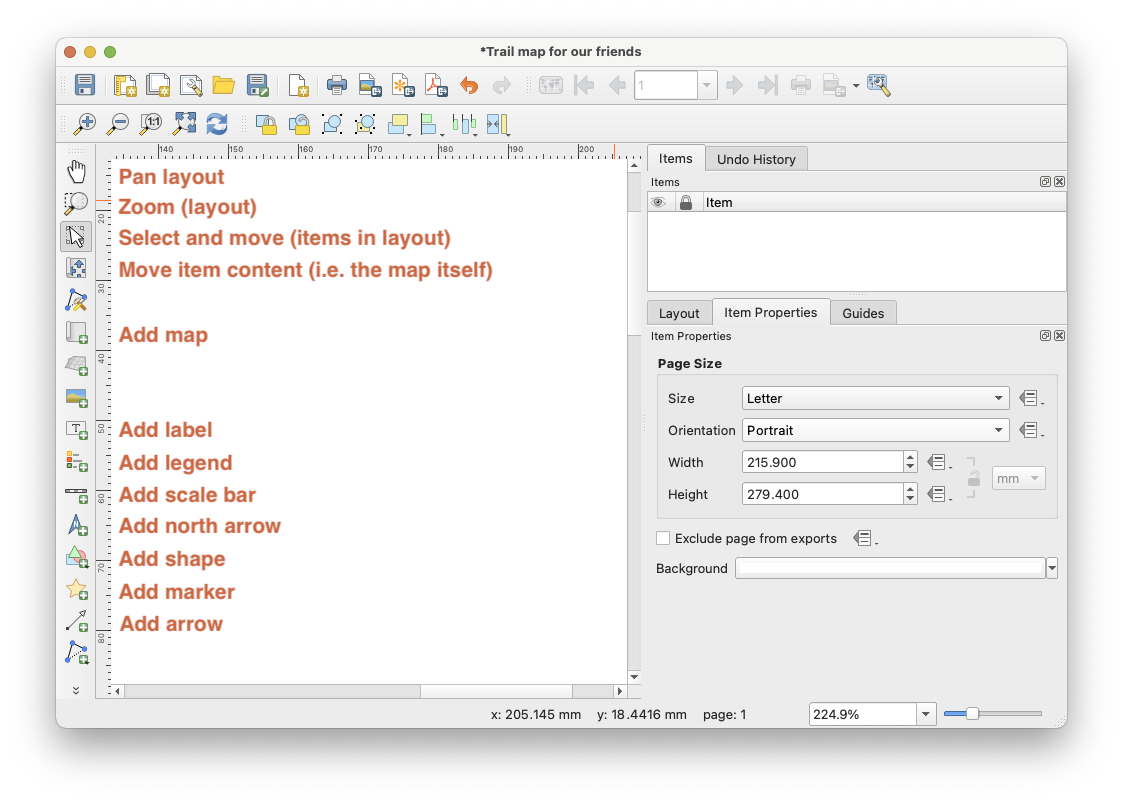 *Trail map for our friends
1
1:1
140 150 160 170 180 190 200
Items Undo History
Items
Item
Pan layout
Zoom (layout)
Select and move (items in layout)
Move item content (i.e. the map itself)
Add map
Add label
Add legend
Add scale bar
Add north arrow
Add shape
Add marker
Add arrow
20
30
40
50
60
70
80
T
N
Layout Item Properties Guides
Item Properties
Page Size
Size Letter
Orientation Portrait
Width 215.900
mm
Height 279.400
Exclude page from exports
Background
x: 205.145 mm y: 18.4416 mm page: 1 224.9%